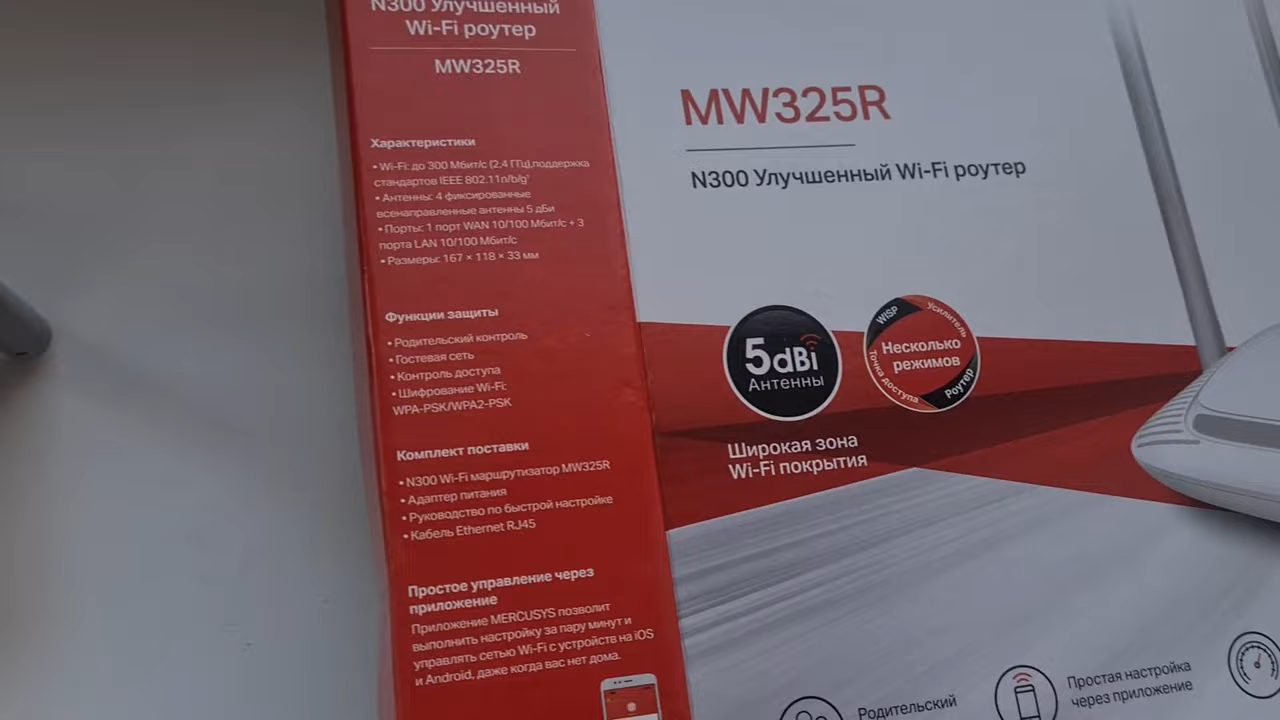 N300 Улучшенный
Wi-Fi роутер
MW325R
Характеристики
• Wi-Fi: до 300 Мбит/с (2,4 ГГц),поддержка
стандартов IEEE 802.11n/b/g¹
• Антенны: 4 фиксированные
всенаправленные антенны 5 дБи
• Порты: 1 порт WAN 10/100 Мбит/с + 3
порта LAN 10/100 Мбит/с
• Размеры: 167 × 118 × 33 мм
Функции защиты
• Родительский контроль
• Гостевая сеть
• Контроль доступа
• Шифрование Wi-Fi:
WPA-PSK/WPA2-PSK
Комплект поставки
• N300 Wi-Fi маршрутизатор MW325R
• Адаптер питания
• Руководство по быстрой настройке
• Кабель Ethernet RJ45
Простое управление через
приложение
Приложение MERCUSYS позволит
выполнить настройку за пару минут и
управлять сетью Wi-Fi с устройств на iOS
и Android, даже когда вас нет дома.
MW325R
N300 Улучшенный Wi-Fi роутер
5dBi
Антенны
WISP
Усилитель
Несколько
режимов
Точка доступа
Роутер
Широкая зона
Wi-Fi покрытия
Родительский
Простая настройка
через приложение